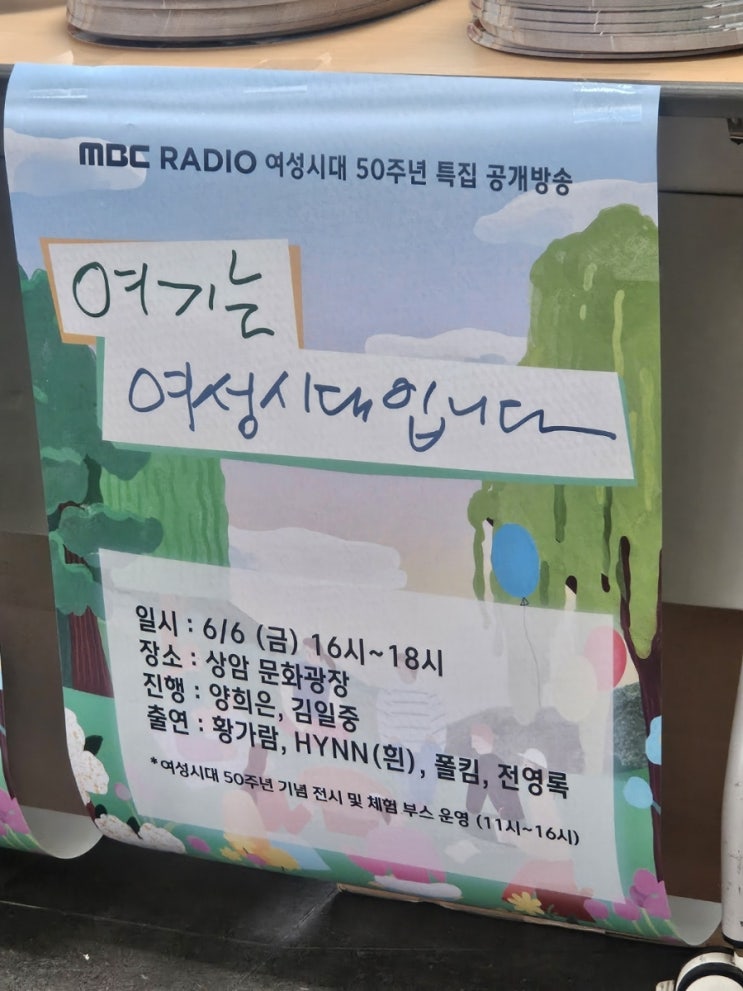 MBC RADIO 여성시대 50주년 특집 공개방송
여기는
여성시대입니다
일시 : 6/6 (금) 16시~18시
장소 : 상암 문화광장
진행 : 양희은, 김일중
출연 : 황가람, HYNN(흰), 폴킴, 전영록
*여성시대 50주년 기념 전시 및 체험 부스 운영 (11시~16시)